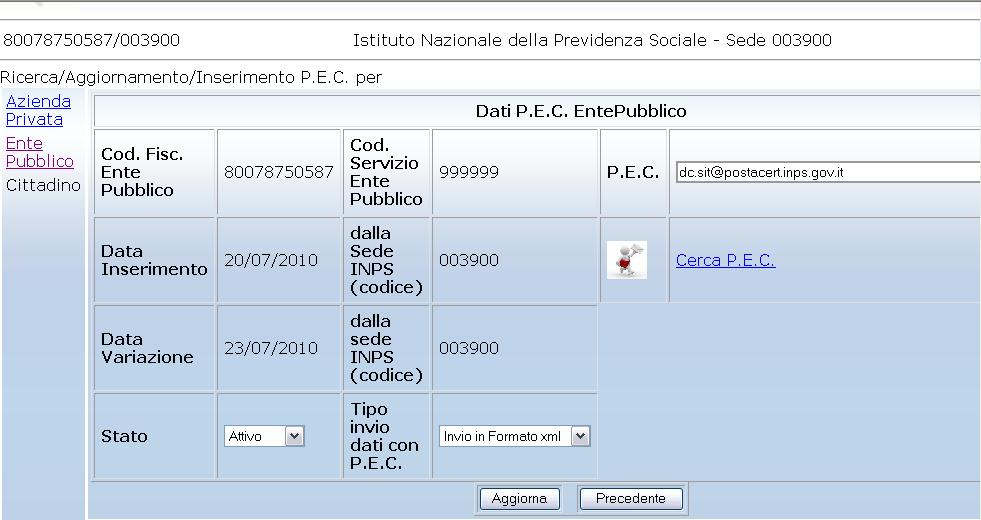 80078750587/003900 Istituto Nazionale della Previdenza Sociale - Sede 003900
Ricerca/Aggiornamento/Inserimento P.E.C. per
Azienda
Privata
Ente
Pubblico
Cittadino
Dati P.E.C. EntePubblico
Cod. Fisc.
Ente
Pubblico
80078750587
Cod.
Servizio
Ente
Pubblico
999999
P.E.C.
dc.sit@postacert.inps.gov.it
Data
Inserimento
20/07/2010
dalla
Sede
INPS
(codice)
003900
Cerca P.E.C.
Data
Variazione
23/07/2010
dalla
sede
INPS
(codice)
003900
Stato
Attivo
Tipo
invio
dati con
P.E.C.
Invio in Formato xml
Aggiorna
Precedente